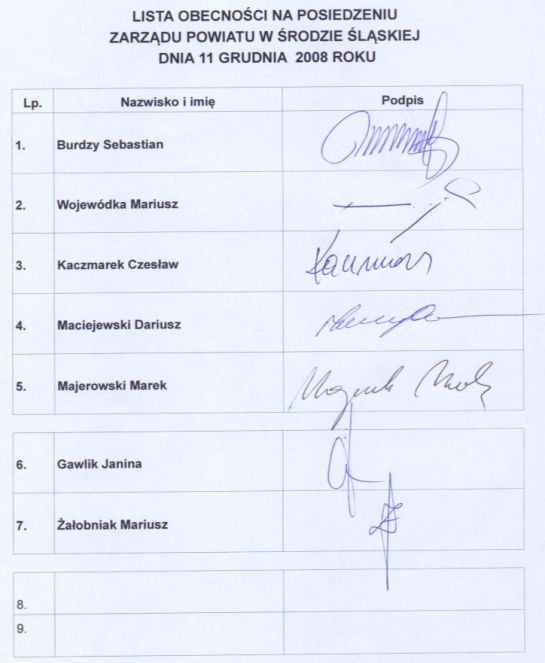 LISTA OBECNOŚCI NA POSIEDZENIU
ZARZĄDU POWIATU W ŚRODZIE ŚLĄSKIEJ
DNIA 11 GRUDNIA 2008 ROKU
Lp. Nazwisko i imię Podpis
1. Burdzy Sebastian
2. Wojewódka Mariusz
3. Kaczmarek Czesław
4. Maciejewski Dariusz
5. Majerowski Marek
6. Gawlik Janina
7. Żałobniak Mariusz
8.
9.